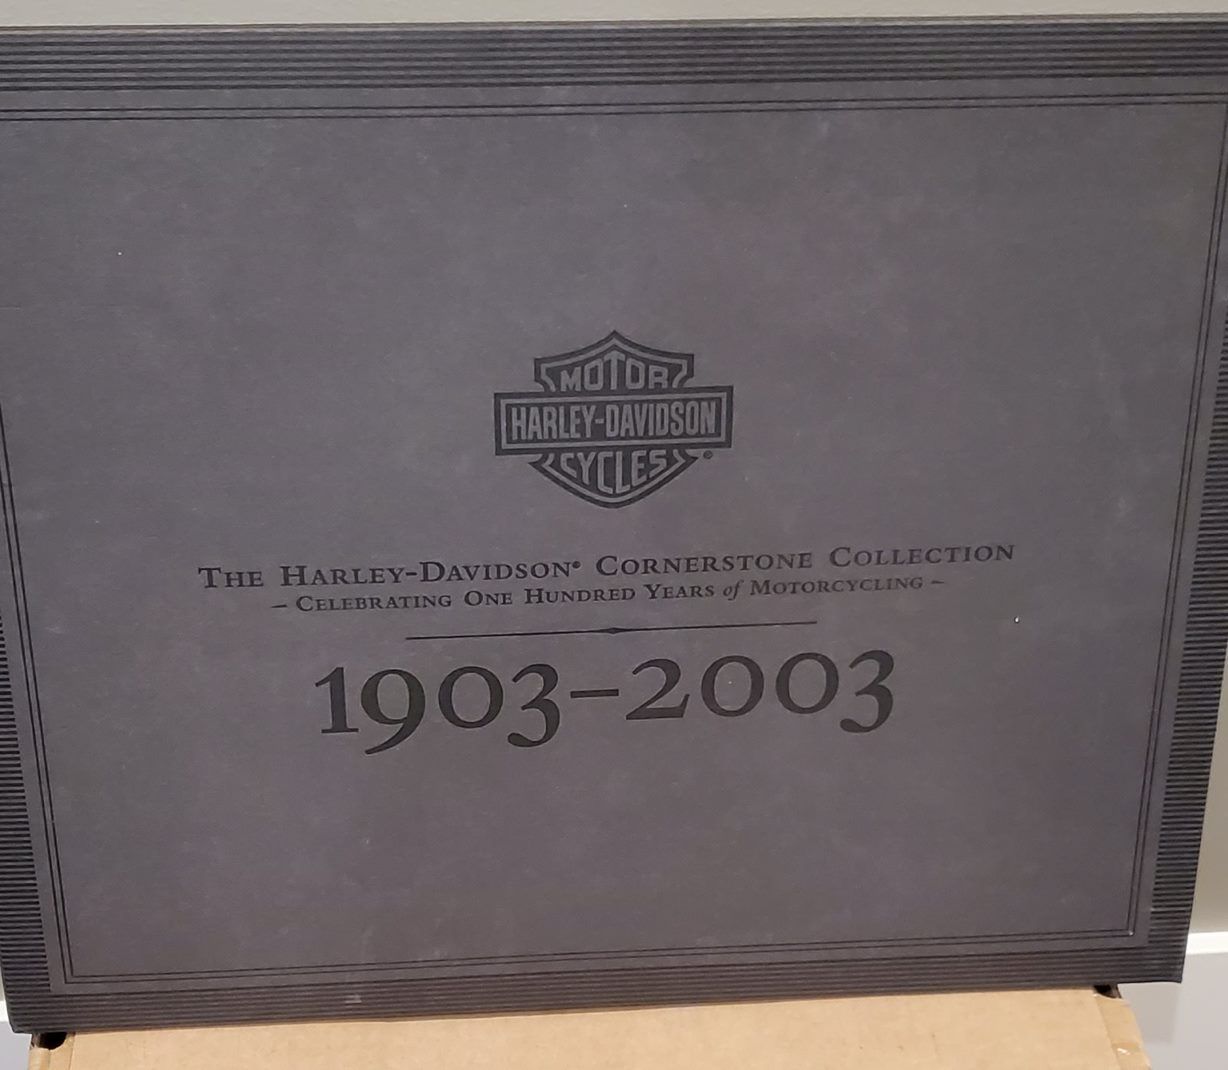 MOTOR
HARLEY-DAVIDSON
CYCLES®
THE HARLEY-DAVIDSON® CORNERSTONE COLLECTION
– CELEBRATING ONE HUNDRED YEARS of MOTORCYCLING –
1903–2003